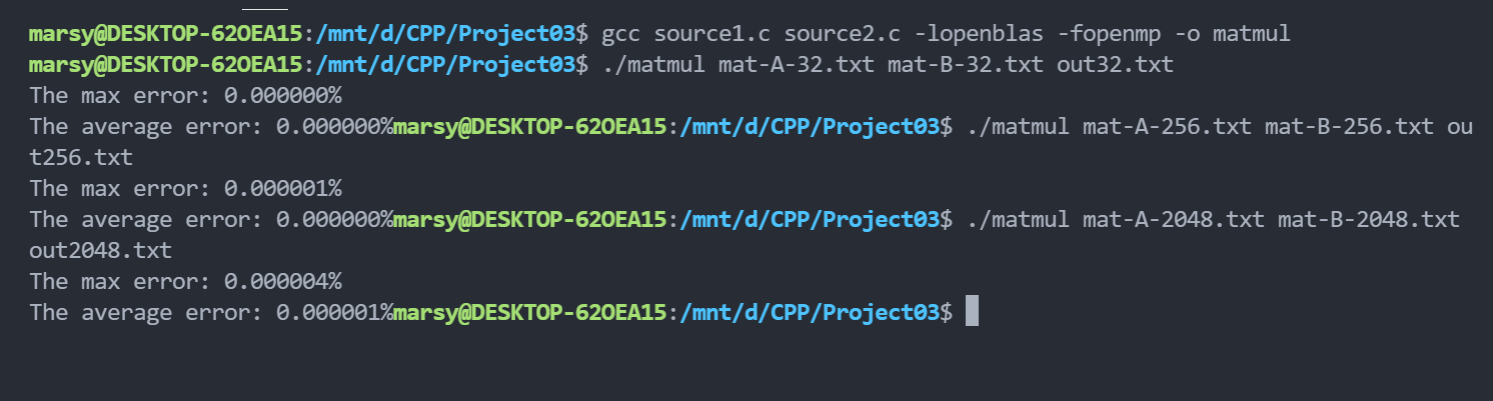 marsy@DESKTOP-62OEA15:/mnt/d/CPP/Project03$ gcc source1.c source2.c -lopenblas -fopenmp -o matmul
marsy@DESKTOP-62OEA15:/mnt/d/CPP/Project03$ ./matmul mat-A-32.txt mat-B-32.txt out32.txt
The max error: 0.000000%
The average error: 0.000000%marsy@DESKTOP-62OEA15:/mnt/d/CPP/Project03$ ./matmul mat-A-256.txt mat-B-256.txt ou
t256.txt
The max error: 0.000001%
The average error: 0.000000%marsy@DESKTOP-62OEA15:/mnt/d/CPP/Project03$ ./matmul mat-A-2048.txt mat-B-2048.txt
out2048.txt
The max error: 0.000004%
The average error: 0.000001%marsy@DESKTOP-62OEA15:/mnt/d/CPP/Project03$